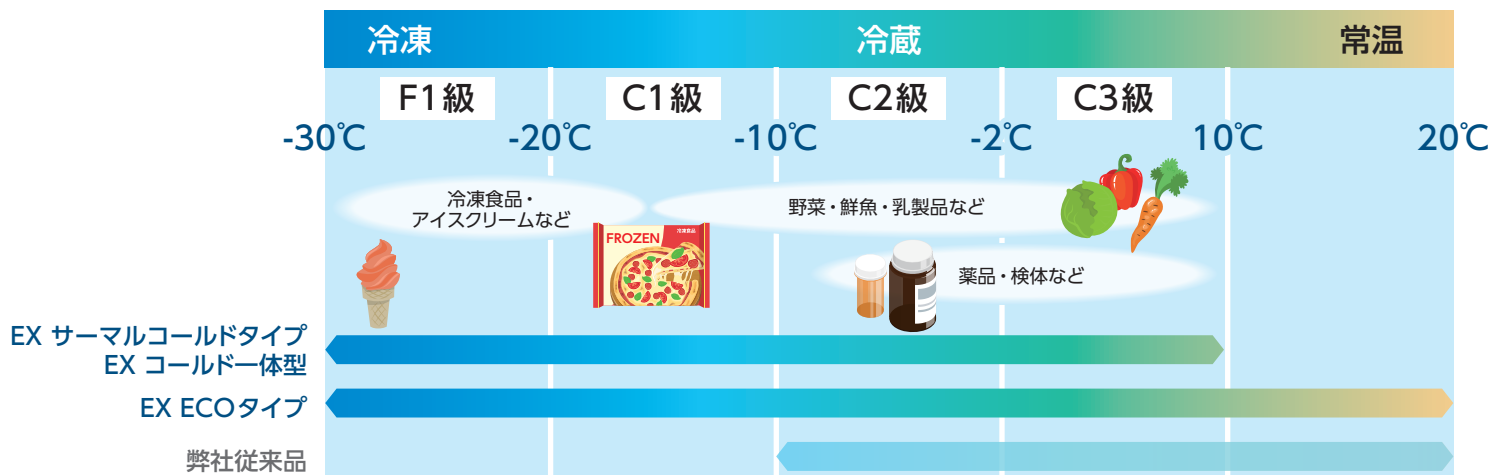 冷凍 冷蔵 常温
F1級 C1級 C2級 C3級
-30℃ -20℃ -10℃ -2℃ 10℃ 20℃
冷凍食品・
アイスクリームなど
野菜・鮮魚・乳製品など
FROZEN
冷凍食品
薬品・検体など
EX サーマルコールドタイプ
EX コールド一体型
EX ECOタイプ
弊社従来品